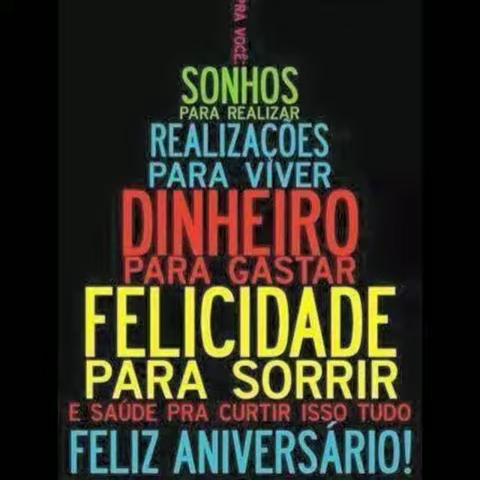 PRA VOCÊ:
SONHOS
PARA REALIZAR
REALIZAÇÕES
PARA VIVER
DINHEIRO
PARA GASTAR
FELICIDADE
PARA SORRIR
E SAÚDE PRA CURTIR ISSO TUDO
FELIZ ANIVERSÁRIO!